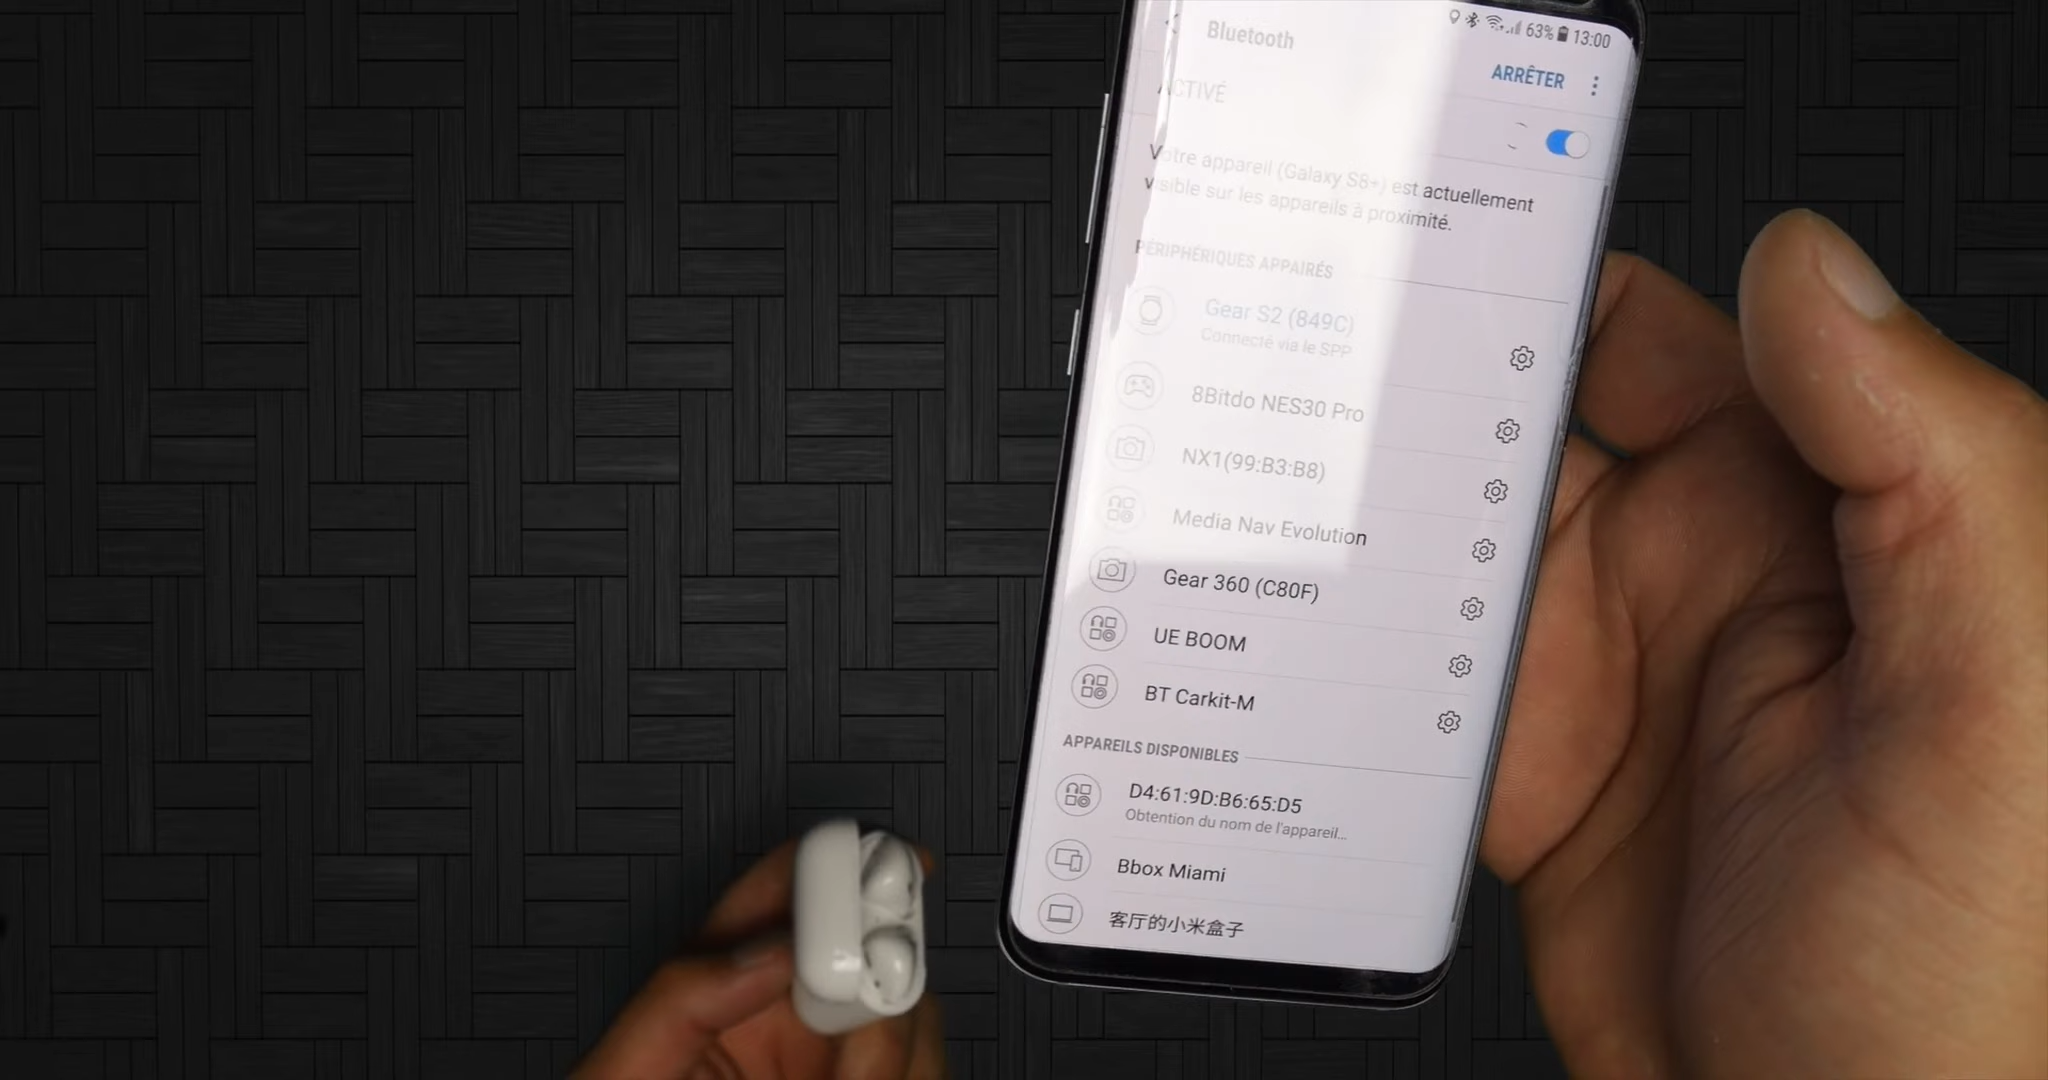 63% 13:00
Bluetooth
ARRÊTER
ACTIVÉ
Votre appareil (Galaxy S8+) est actuellement
visible sur les appareils à proximité.
PÉRIPHÉRIQUES APPAIRÉS
Gear S2 (849C)
Connecté via le SPP
8Bitdo NES30 Pro
NX1(99:B3:B8)
Media Nav Evolution
Gear 360 (C80F)
UE BOOM
BT Carkit-M
APPAREILS DISPONIBLES
D4:61:9D:B6:65:D5
Obtention du nom de l'appareil...
Bbox Miami
客厅的小米盒子